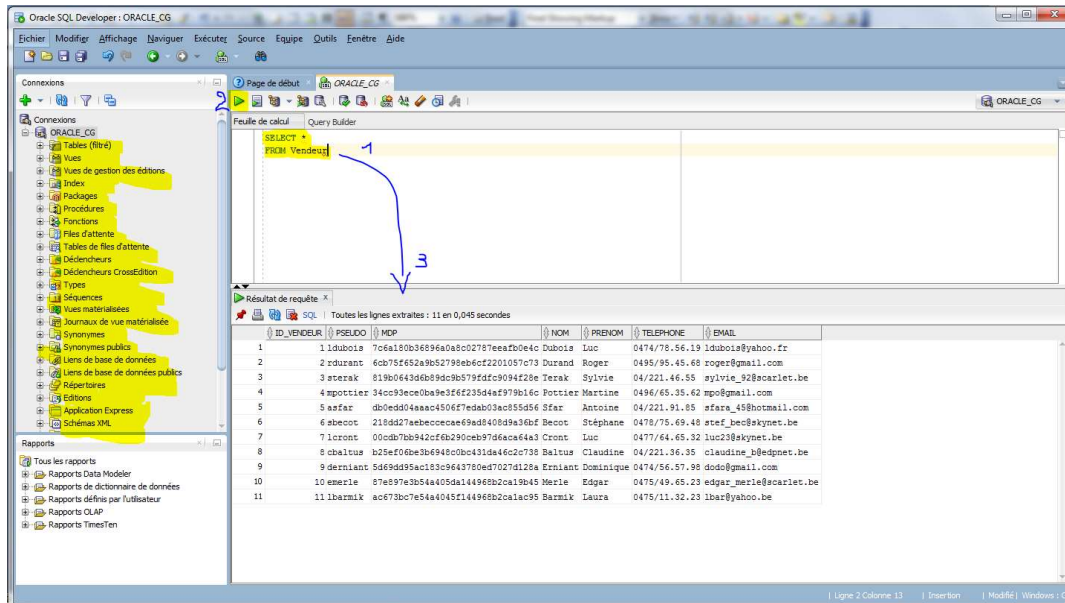 Oracle SQL Developer : ORACLE_CG
Fichier Modifier Affichage Naviguer Exécuter Source Equipe Outils Fenêtre Aide
Connexions
Page de début ORACLE_CG
2
ORACLE_CG
Feuille de calcul Query Builder
Connexions
ORACLE_CG
Tables (filtré)
Vues
Vues de gestion des éditions
Index
Packages
Procédures
Fonctions
Files d'attente
Tables de files d'attente
Déclencheurs
Déclencheurs CrossEdition
Types
Séquences
Vues matérialisées
Journaux de vue matérialisée
Synonymes
Synonymes publics
Liens de base de données
Liens de base de données publics
Répertoires
Editions
Application Express
Schémas XML
SELECT *
FROM Vendeur
1
3
Résultat de requête
SQL | Toutes les lignes extraites : 11 en 0,045 secondes
ID_VENDEUR PSEUDO MDP NOM PRENOM TELEPHONE EMAIL
1 1 ldubois 7c6a180b36896a0a8c02787eeafb0e4c Dubois Luc 0474/78.56.19 ldubois@yahoo.fr
2 2 rdurant 6cb75f652a9b52798eb6cf2201057c73 Durand Roger 0495/95.45.68 roger@gmail.com
3 3 sterak 819b0643d6b89dc9b579fdfc9094f28e Terak Sylvie 04/221.46.55 sylvie_92@scarlet.be
4 4 mpottier 34cc93ece0ba9e3f6f235d4af979b16c Pottier Martine 0496/65.35.62 mpo@gmail.com
5 5 asfar db0edd04aaac4506f7edab03ac855d56 Sfar Antoine 04/221.91.85 sfara_45@hotmail.com
6 6 sbecot 218dd27aebeccecae69ad8408d9a36bf Becot Stéphane 0478/75.69.48 stef_bec@skynet.be
7 7 lcront 00cdb7bb942cf6b290ceb97d6aca64a3 Cront Luc 0477/64.65.32 luc23@skynet.be
8 8 cbaltus b25ef06be3b6948c0bc431da46c2c738 Baltus Claudine 04/221.36.35 claudine_b@edpnet.be
9 9 derniant 5d69dd95ac183c9643780ed7027d128a Erniant Dominique 0474/56.57.98 dodo@gmail.com
10 10 emerle 87e897e3b54a405da144968b2ca19b45 Merle Edgar 0475/49.65.23 edgar_merle@scarlet.be
11 11 lbarmik ac673bc7e54a4045f144968b2ca1ac95 Barmik Laura 0475/11.32.23 lbar@yahoo.be
Rapports
Tous les rapports
Rapports Data Modeler
Rapports de dictionnaire de données
Rapports définis par l'utilisateur
Rapports OLAP
Rapports TimesTen
Ligne 2 Colonne 13 | Insertion | Modifié | Windows : C